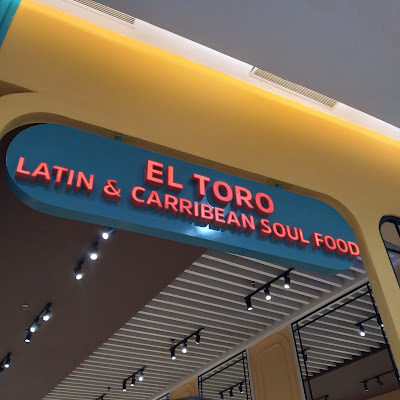 EL TORO
LATIN & CARRIBEAN SOUL FOOD